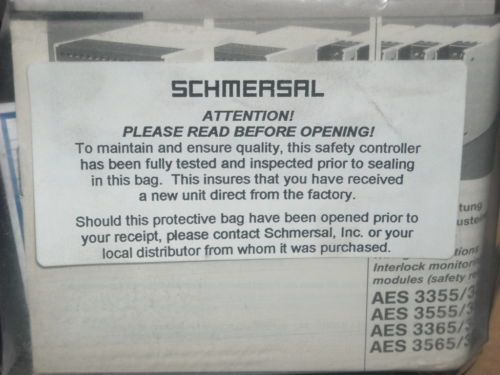 SCHMERSAL
ATTENTION!
PLEASE READ BEFORE OPENING!
To maintain and ensure quality, this safety controller
has been fully tested and inspected prior to sealing
in this bag. This insures that you have received
a new unit direct from the factory.
Should this protective bag have been opened prior to
your receipt, please contact Schmersal, Inc. or your
local distributor from whom it was purchased.
Interlock monitor
modules (safety
AES 3355/3
AES 3555/
AES 3365/
AES 3565/